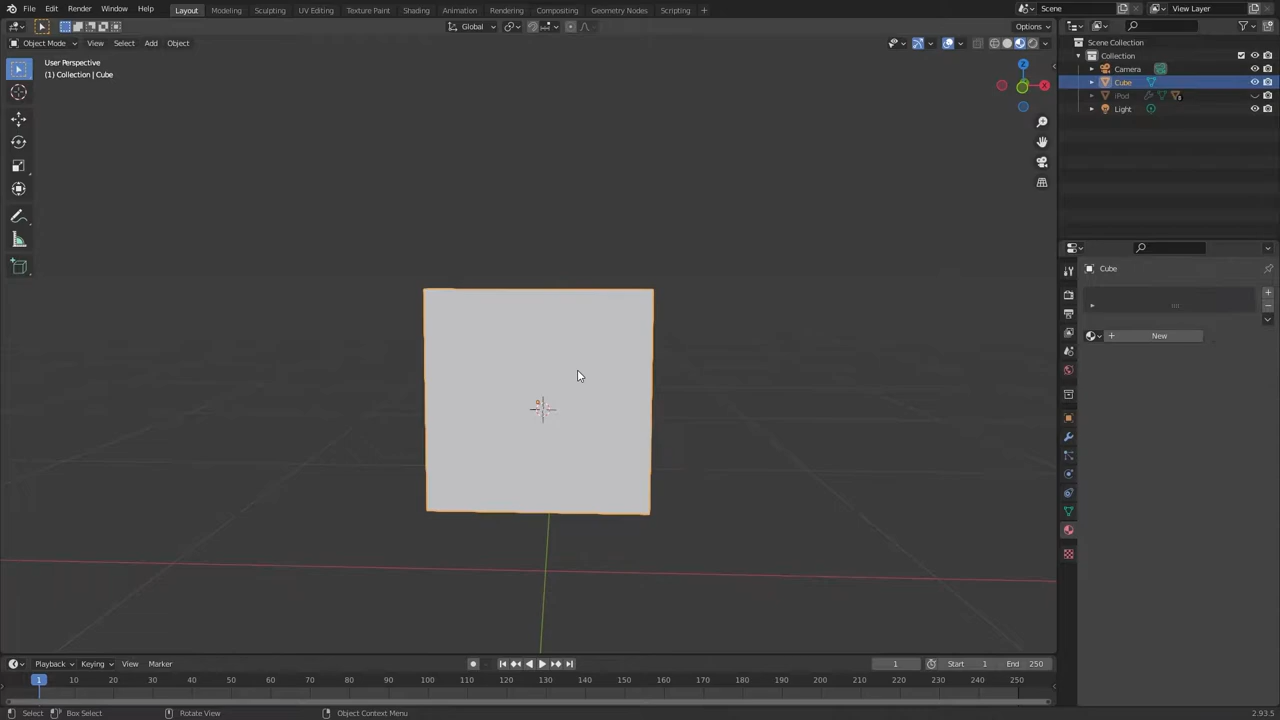 File Edit Render Window Help Layout Modeling Sculpting UV Editing Texture Paint Shading Animation Rendering Compositing Geometry Nodes Scripting + Scene View Layer
Global Options
Object Mode View Select Add Object
User Perspective
(1) Collection | Cube
Z
X
Scene Collection
Collection
Camera
Cube
iPod
Light
Cube
New
Playback Keying View Marker 1 Start 1 End 250
1 10 20 30 40 50 60 70 80 90 100 110 120 130 140 150 160 170 180 190 200 210 220 230 240 250
Select Box Select Rotate View Object Context Menu 2.93.5